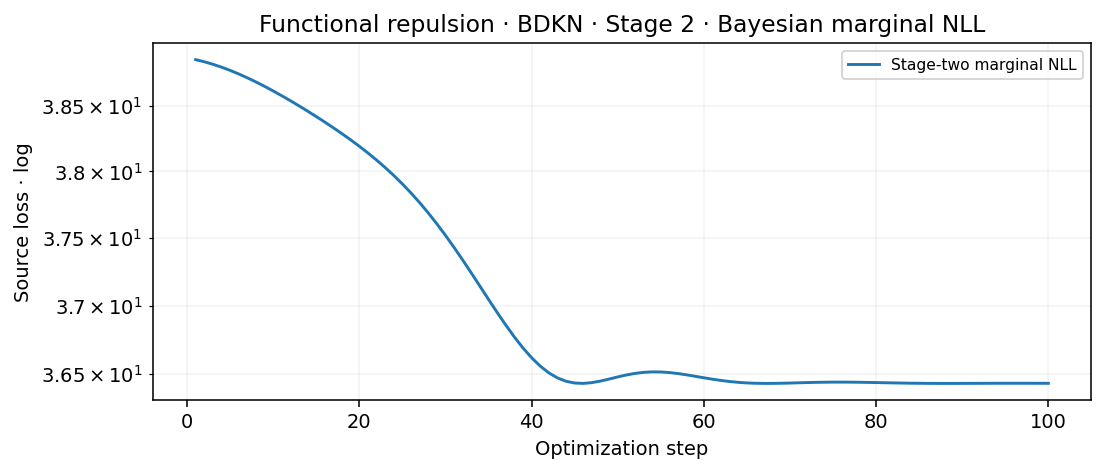 Functional repulsion · BDKN · Stage 2 · Bayesian marginal NLL
Stage-two marginal NLL
Source loss · log
3.85 × 10¹
3.8 × 10¹
3.75 × 10¹
3.7 × 10¹
3.65 × 10¹
0 20 40 60 80 100
Optimization step